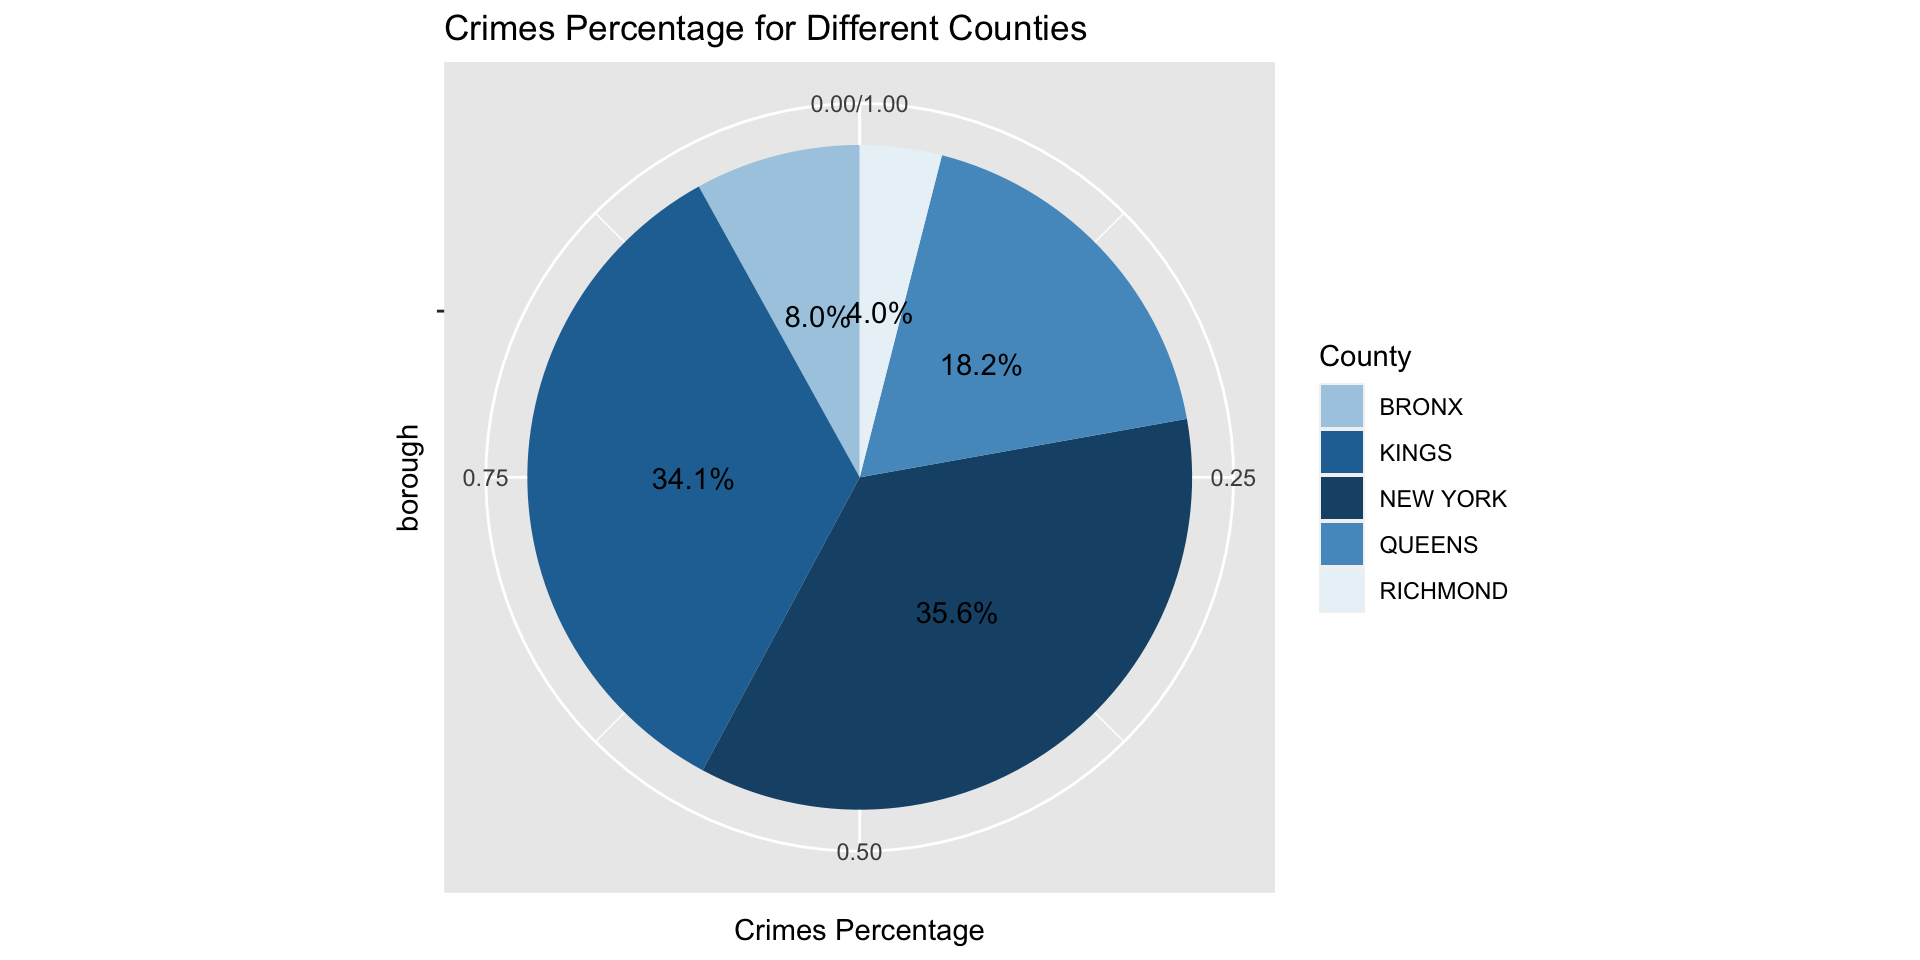 Crimes Percentage for Different Counties
0.00/1.00
8.0%
4.0%
18.2%
34.1%
35.6%
0.75
0.25
0.50
borough
Crimes Percentage
County
BRONX
KINGS
NEW YORK
QUEENS
RICHMOND